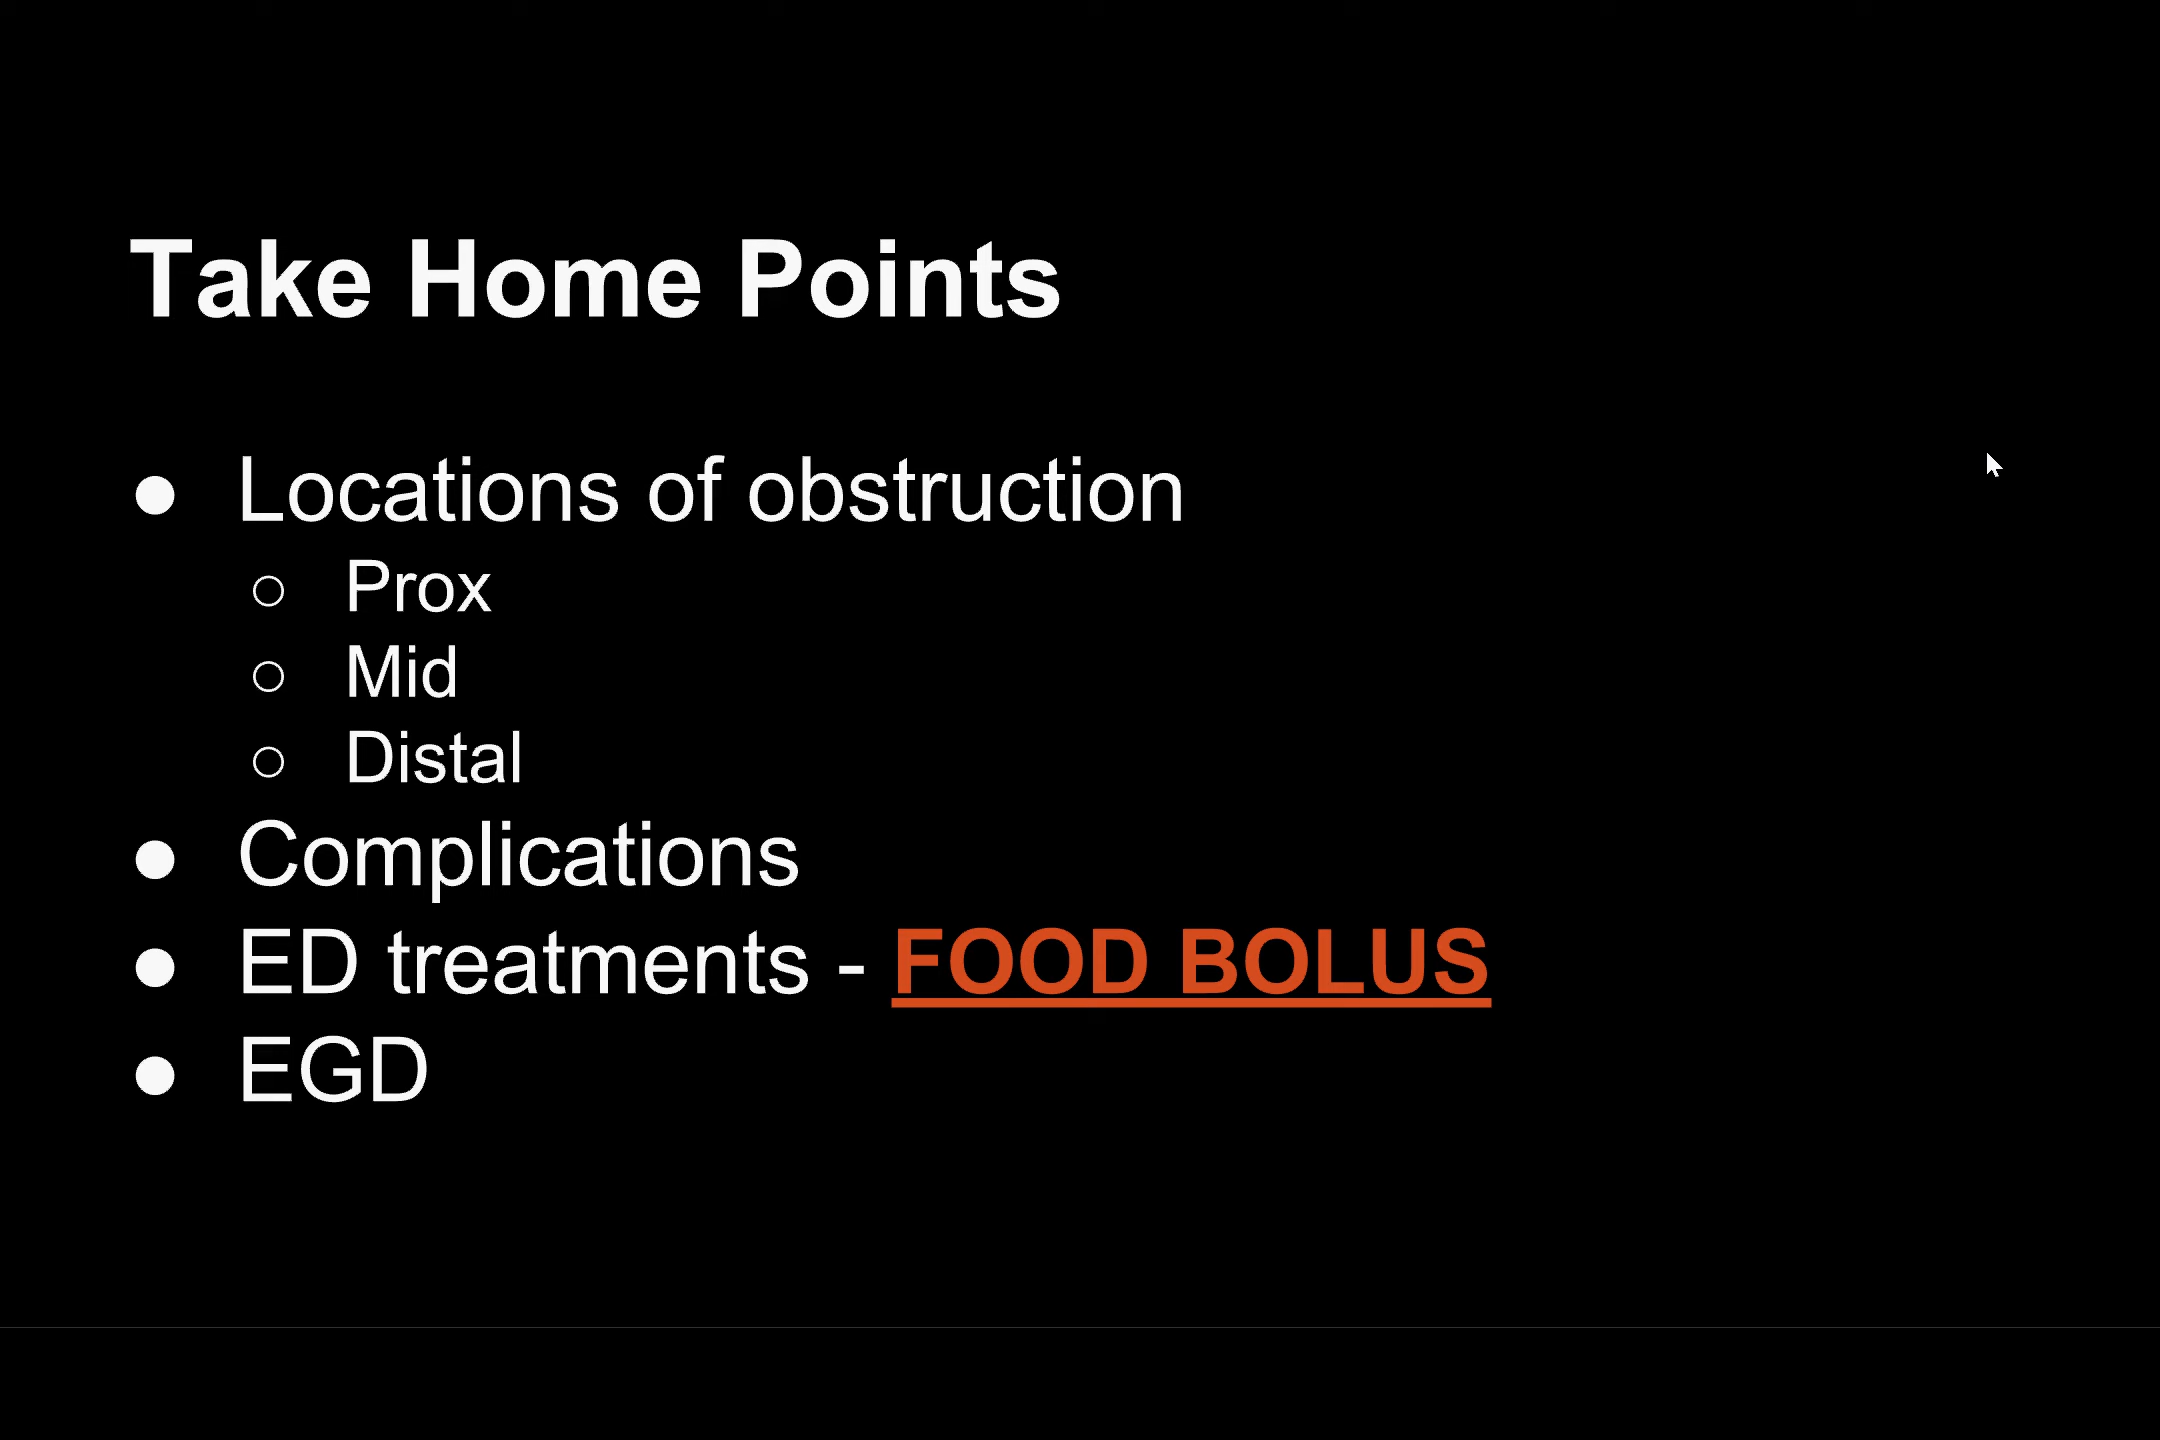 Take Home Points
● Locations of obstruction
○ Prox
○ Mid
○ Distal
● Complications
● ED treatments - FOOD BOLUS
● EGD